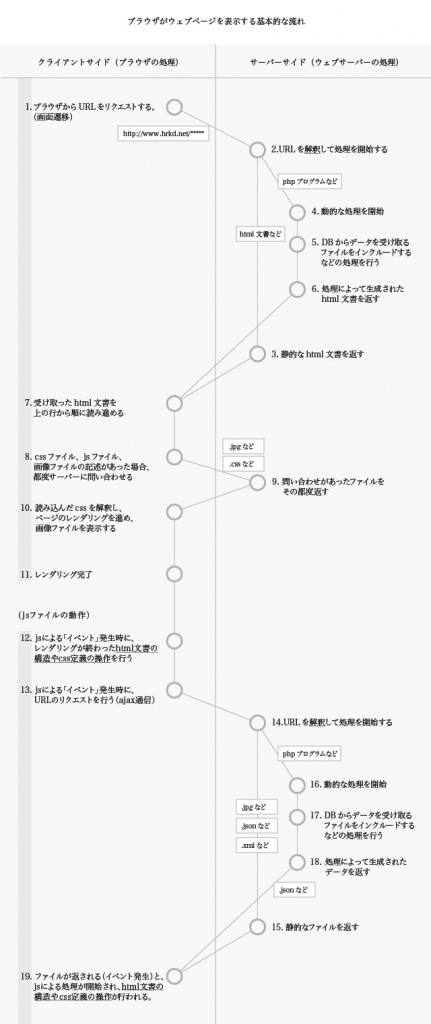 ブラウザがウェブページを表示する基本的な流れ
クライアントサイド（ブラウザの処理）
サーバーサイド（ウェブサーバーの処理）
1. ブラウザから URL をリクエストする。
（画面遷移）
http://www.hrkd.net/*****
2.URL を解釈して処理を開始する
php プログラムなど
4. 動的な処理を開始
html 文書など
5. DB からデータを受け取る
ファイルをインクルードする
などの処理を行う
6. 処理によって生成された
html 文書を返す
3. 静的な html 文書を返す
7. 受け取った html 文書を
上の行から順に読み進める
8. css ファイル、js ファイル、
画像ファイルの記述があった場合、
都度サーバーに問い合わせる
.jpg など
.css など
9. 問い合わせがあったファイルを
その都度返す
10. 読み込んだ css を解釈し、
ページのレンダリングを進め、
画像ファイルを表示する
11. レンダリング完了
（jsファイルの動作）
12. jsによる「イベント」発生時に、
レンダリングが終わったhtml文書の
構造やcss定義の操作を行う
13. jsによる「イベント」発生時に、
URLのリクエストを行う（ajax通信）
14.URL を解釈して処理を開始する
php プログラムなど
16. 動的な処理を開始
.jpg など
.json など
.xml など
17. DB からデータを受け取る
ファイルをインクルードする
などの処理を行う
18. 処理によって生成された
データを返す
.json など
15. 静的なファイルを返す
19. ファイルが返される（イベント発生）と、
jsによる処理が開始され、html文書の
構造やcss定義の操作が行われる。